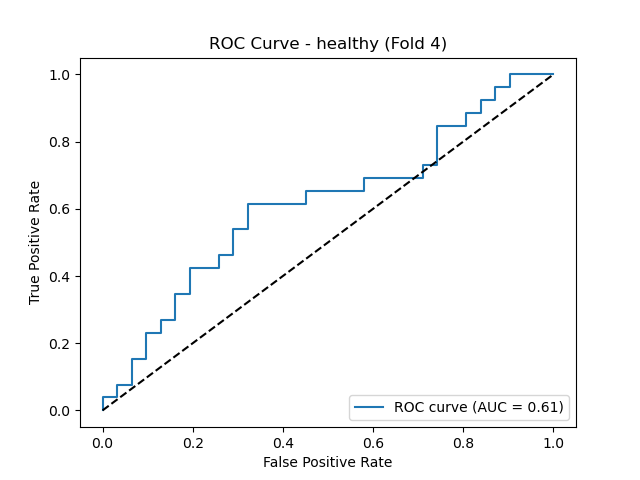 ROC Curve - healthy (Fold 4)
True Positive Rate
1.0
0.8
0.6
0.4
0.2
0.0
ROC curve (AUC = 0.61)
0.0 0.2 0.4 0.6 0.8 1.0
False Positive Rate